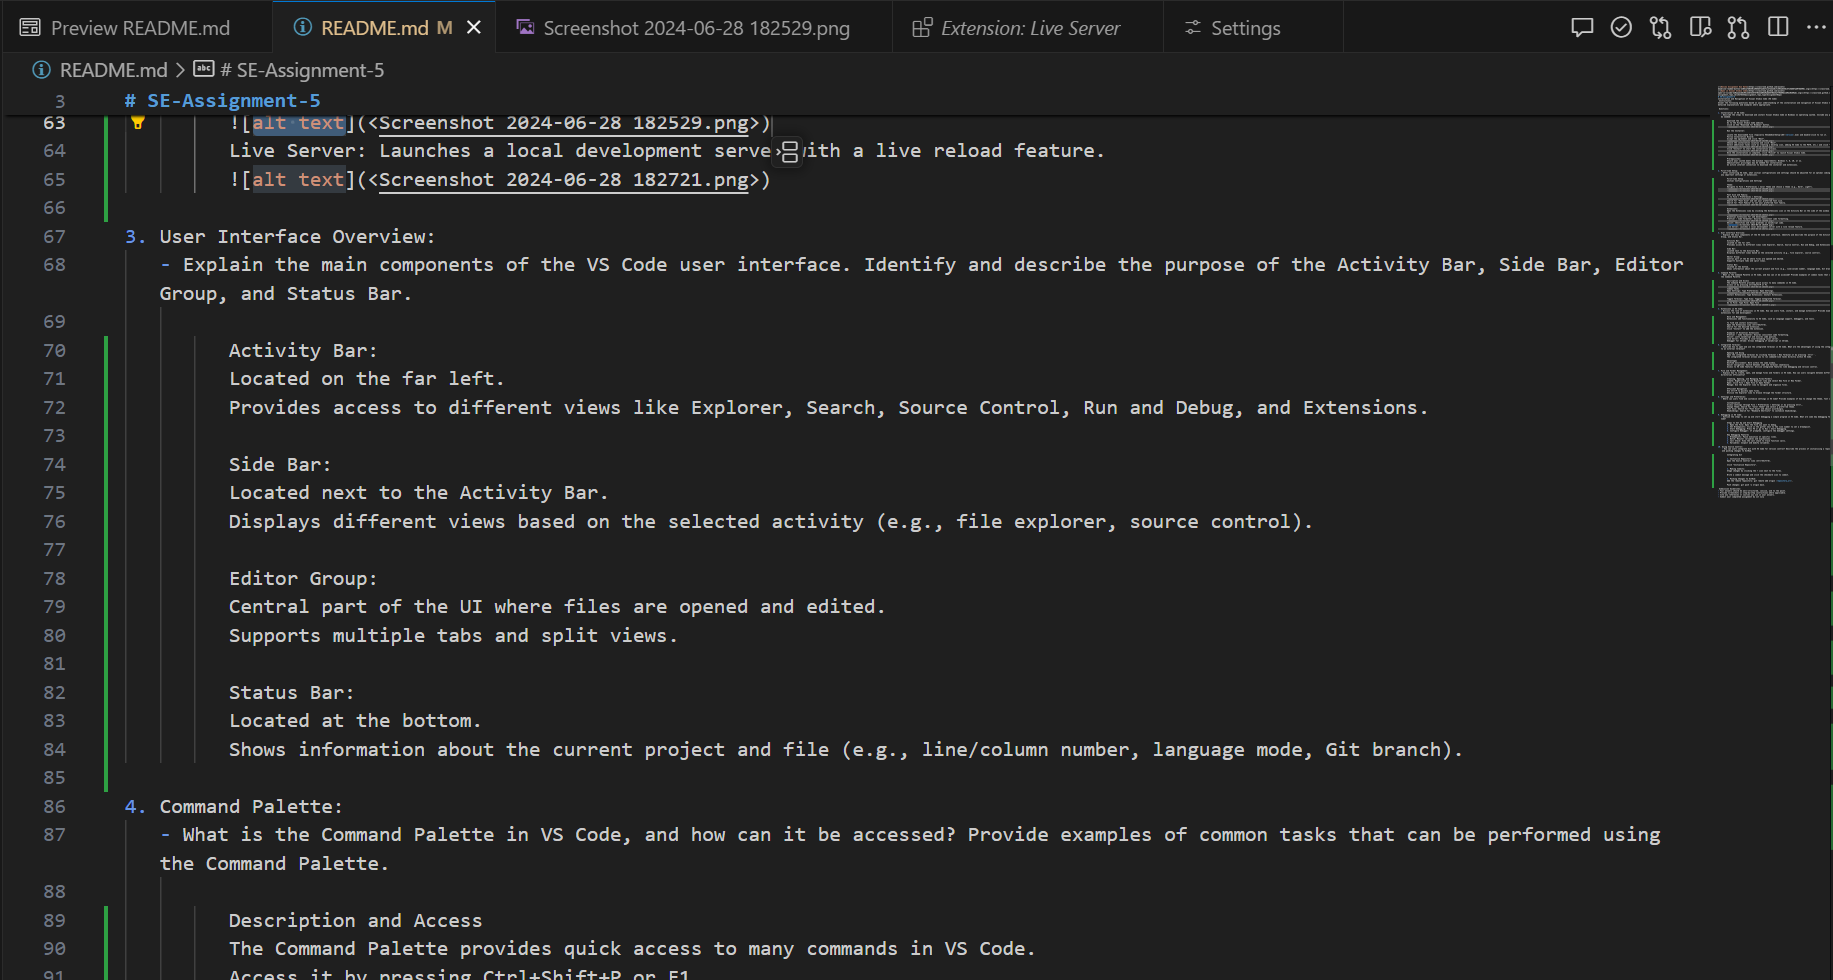 Preview README.md
README.md M
Screenshot 2024-06-28 182529.png
Extension: Live Server
Settings
README.md > # SE-Assignment-5
3 # SE-Assignment-5
63 ![alt text](<Screenshot 2024-06-28 182529.png>)
64 Live Server: Launches a local development serve with a live reload feature.
65 ![alt text](<Screenshot 2024-06-28 182721.png>)
66
67 3. User Interface Overview:
68 - Explain the main components of the VS Code user interface. Identify and describe the purpose of the Activity Bar, Side Bar, Editor
Group, and Status Bar.
69
70 Activity Bar:
71 Located on the far left.
72 Provides access to different views like Explorer, Search, Source Control, Run and Debug, and Extensions.
73
74 Side Bar:
75 Located next to the Activity Bar.
76 Displays different views based on the selected activity (e.g., file explorer, source control).
77
78 Editor Group:
79 Central part of the UI where files are opened and edited.
80 Supports multiple tabs and split views.
81
82 Status Bar:
83 Located at the bottom.
84 Shows information about the current project and file (e.g., line/column number, language mode, Git branch).
85
86 4. Command Palette:
87 - What is the Command Palette in VS Code, and how can it be accessed? Provide examples of common tasks that can be performed using
the Command Palette.
88
89 Description and Access
90 The Command Palette provides quick access to many commands in VS Code.
91 Access it by pressing Ctrl+Shift+P or F1